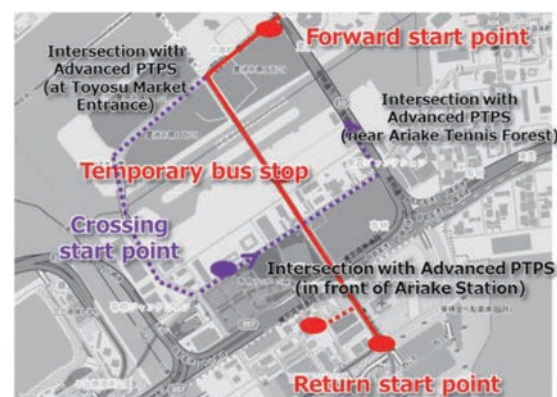 Forward start point
Intersection with
Advanced PTPS
(at Toyosu Market
Entrance)
Intersection with
Advanced PTPS
(near Ariake Tennis Forest)
Temporary bus stop
Crossing
start point
Intersection with Advanced PTPS
(in front of Ariake Station)
Return start point